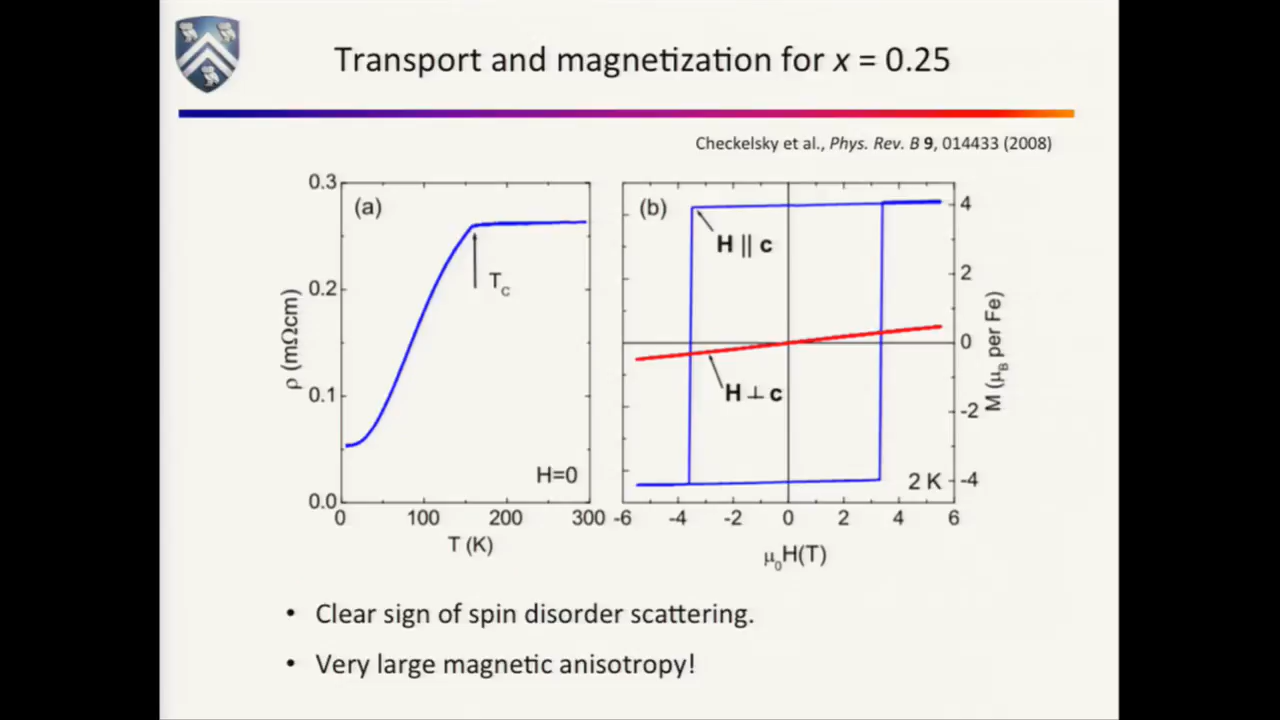 Transport and magnetization for x = 0.25
Checkelsky et al., Phys. Rev. B 9, 014433 (2008)
(a)
0.3
0.2
0.1
0.0
ρ (mΩcm)
T_C
H=0
0 100 200 300
T (K)
(b)
H || c
H ⊥ c
2 K
4
2
0
-2
-4
M (μ_B per Fe)
-6 -4 -2 0 2 4 6
μ_0H(T)
• Clear sign of spin disorder scattering.
• Very large magnetic anisotropy!